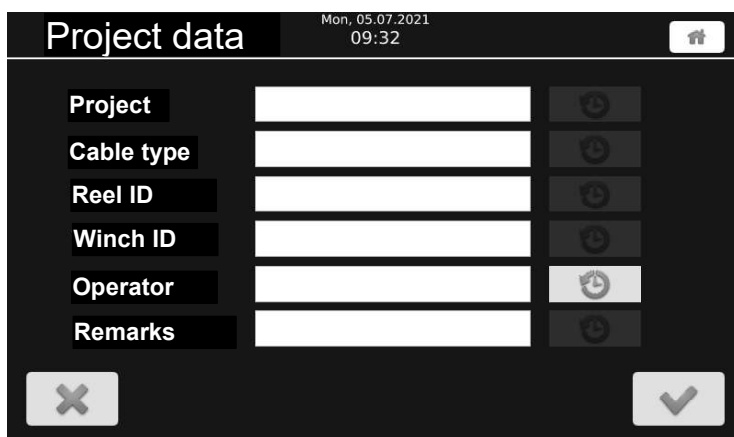 Project data
Mon, 05.07.2021
09:32
Project
Cable type
Reel ID
Winch ID
Operator
Remarks